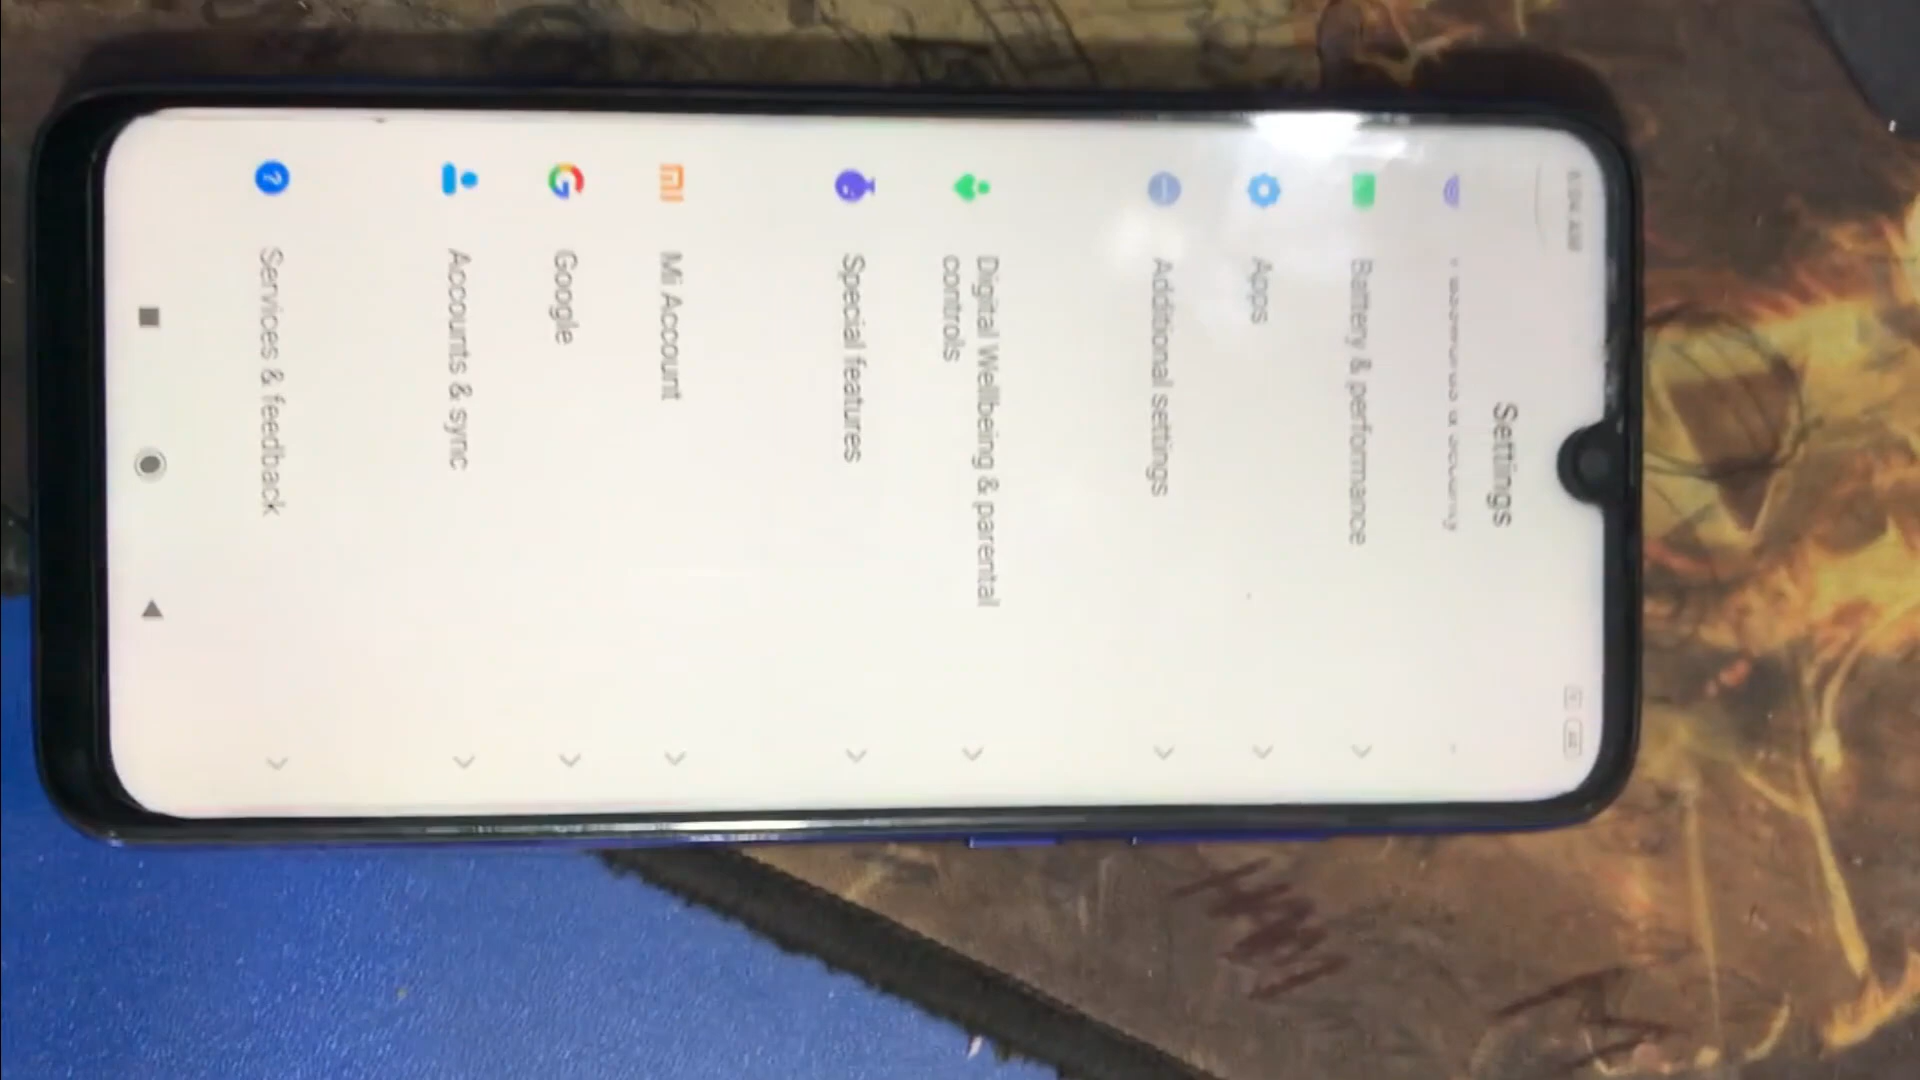 Settings
Battery & performance
Apps
Additional settings
Digital Wellbeing & parental
controls
Special features
Mi Account
Google
Accounts & sync
Services & feedback